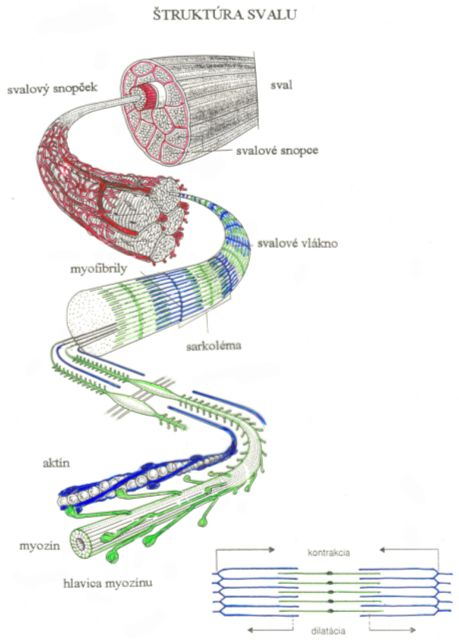 ŠTRUKTÚRA SVALU
svalový snopček
sval
svalové snopce
svalové vlákno
myofibrily
sarkoléma
aktín
myozín
hlavica myozínu
kontrakcia
dilatácia